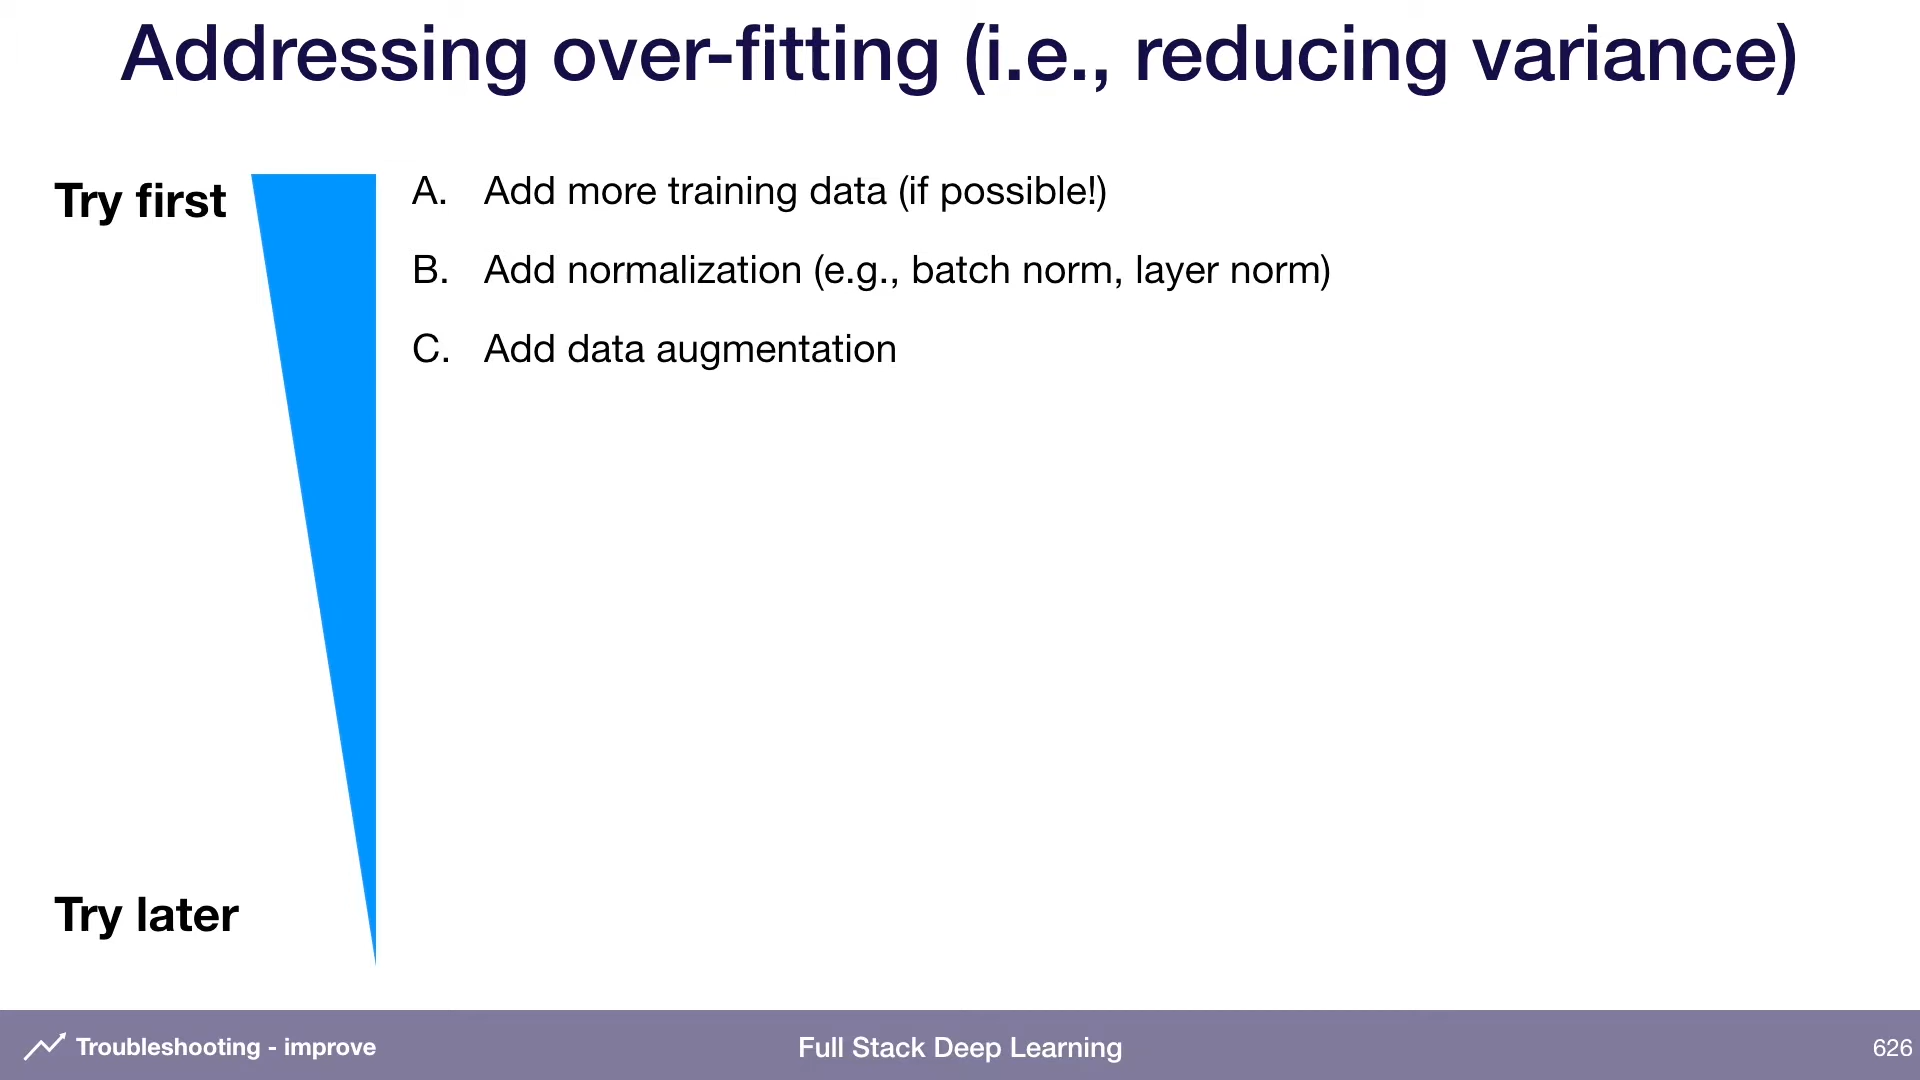 Addressing over-fitting (i.e., reducing variance)
Try first
A. Add more training data (if possible!)
B. Add normalization (e.g., batch norm, layer norm)
C. Add data augmentation
Try later
Troubleshooting - improve
Full Stack Deep Learning
626